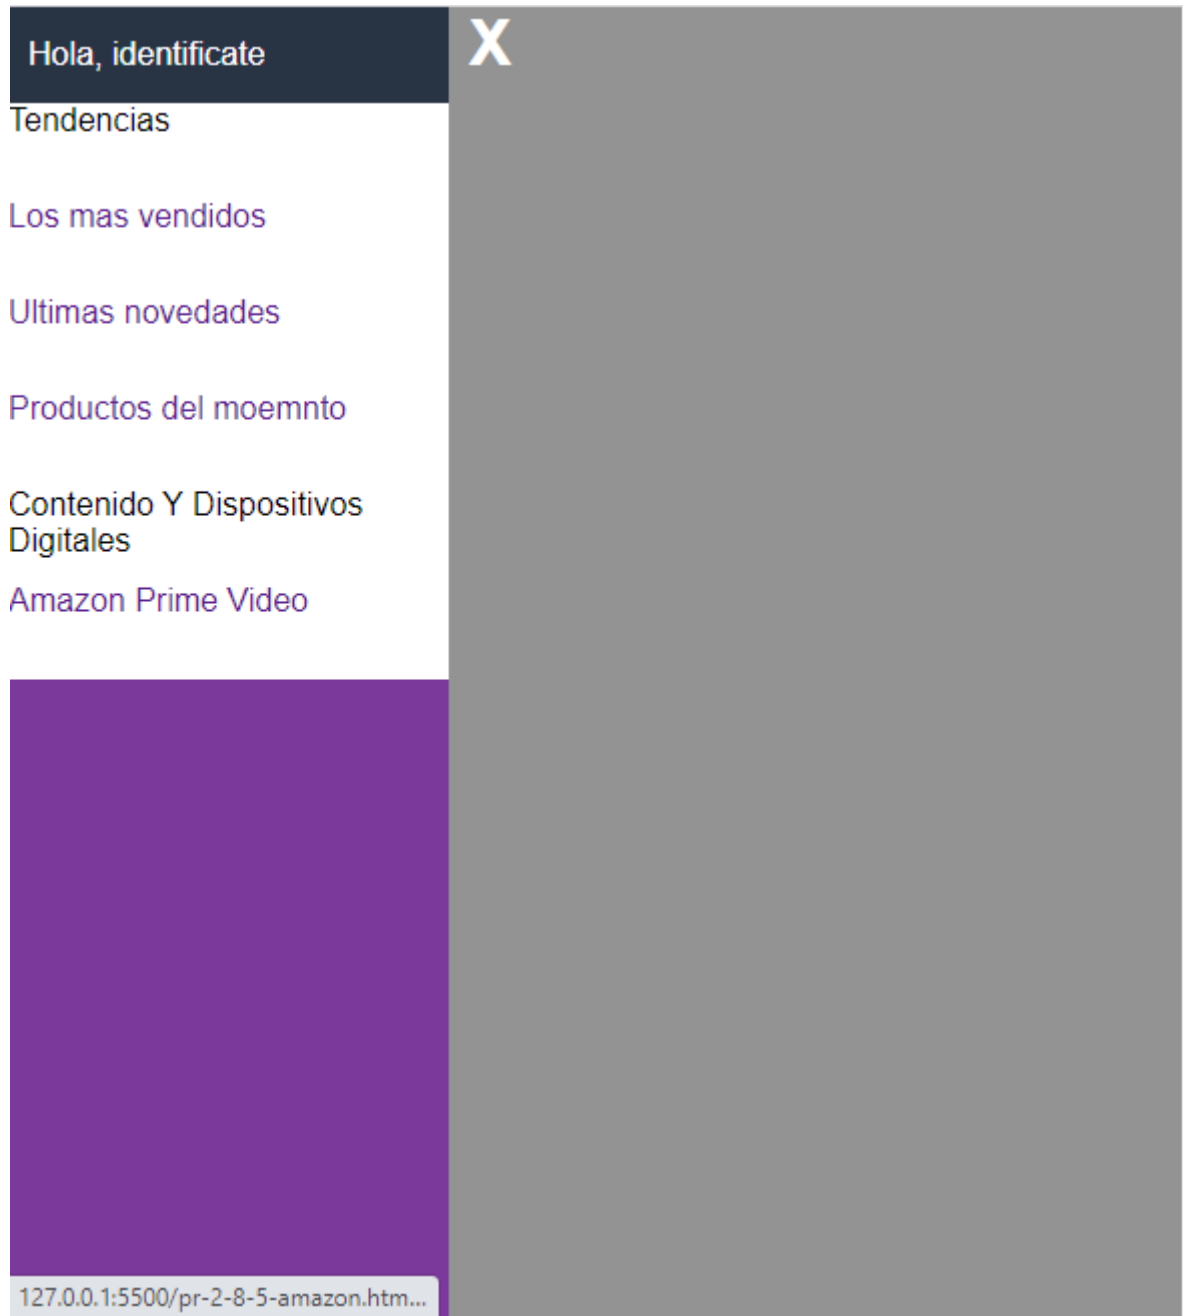 Hola, identificate
X
Tendencias
Los mas vendidos
Ultimas novedades
Productos del moemnto
Contenido Y Dispositivos
Digitales
Amazon Prime Video
127.0.0.1:5500/pr-2-8-5-amazon.htm...